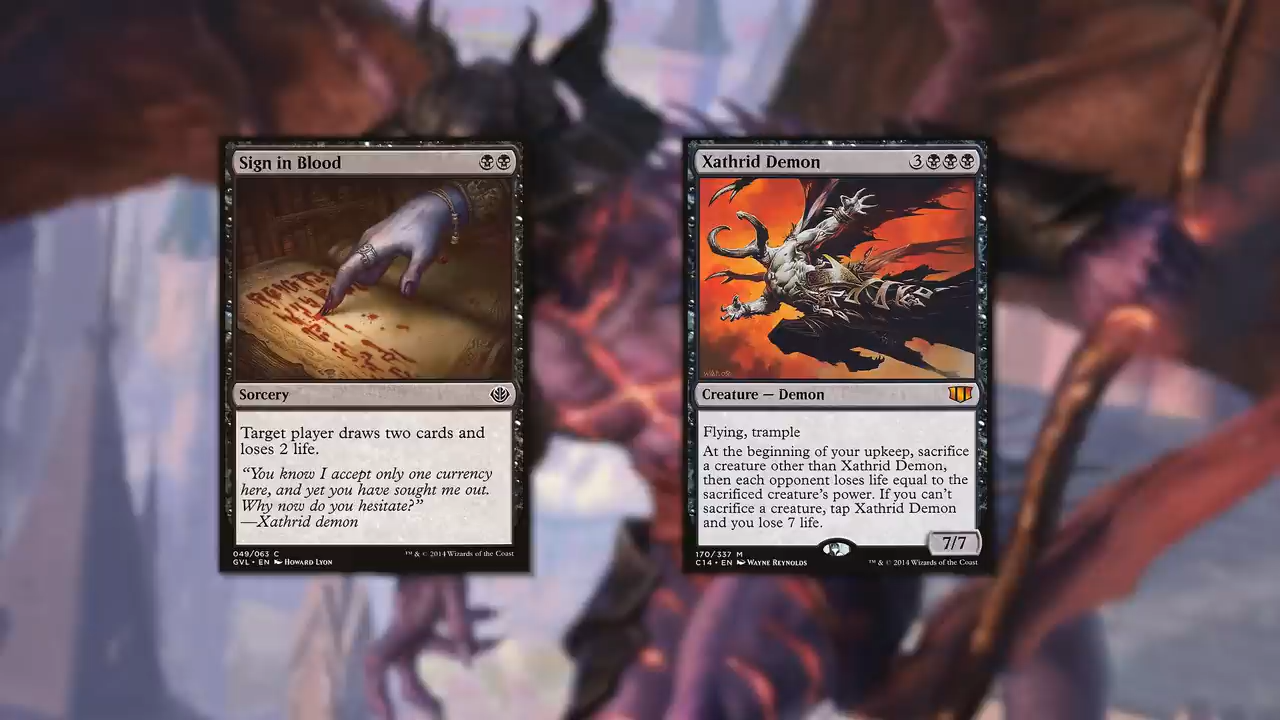 Sign in Blood
Sorcery
Target player draws two cards and
loses 2 life.
“You know I accept only one currency
here, and yet you have sought me out.
Why now do you hesitate?”
—Xathrid demon
049/063 C
GVL • EN Howard Lyon
™ & © 2014 Wizards of the Coast
Xathrid Demon
3
Creature — Demon
Flying, trample
At the beginning of your upkeep, sacrifice
a creature other than Xathrid Demon,
then each opponent loses life equal to the
sacrificed creature’s power. If you can’t
sacrifice a creature, tap Xathrid Demon
and you lose 7 life.
7/7
170/337 M
C14 • EN Wayne Reynolds
™ & © 2014 Wizards of the Coast